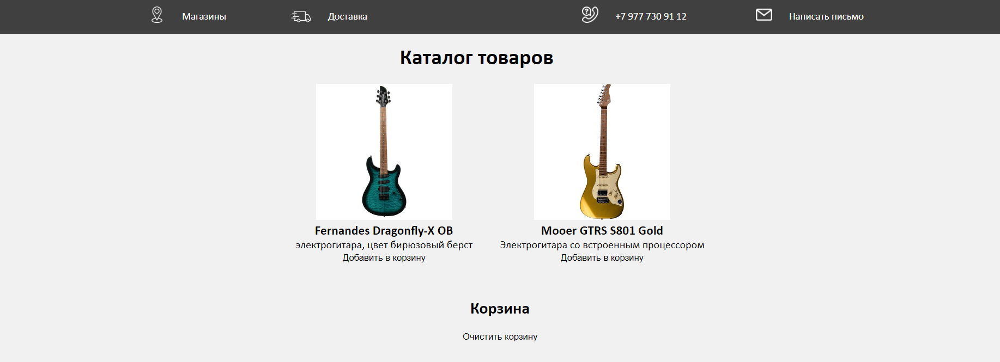 Магазины
Доставка
+7 977 730 91 12
Написать письмо
Каталог товаров
Fernandes Dragonfly-X OB
электрогитара, цвет бирюзовый берст
Добавить в корзину
Mooer GTRS S801 Gold
Электрогитара со встроенным процессором
Добавить в корзину
Корзина
Очистить корзину